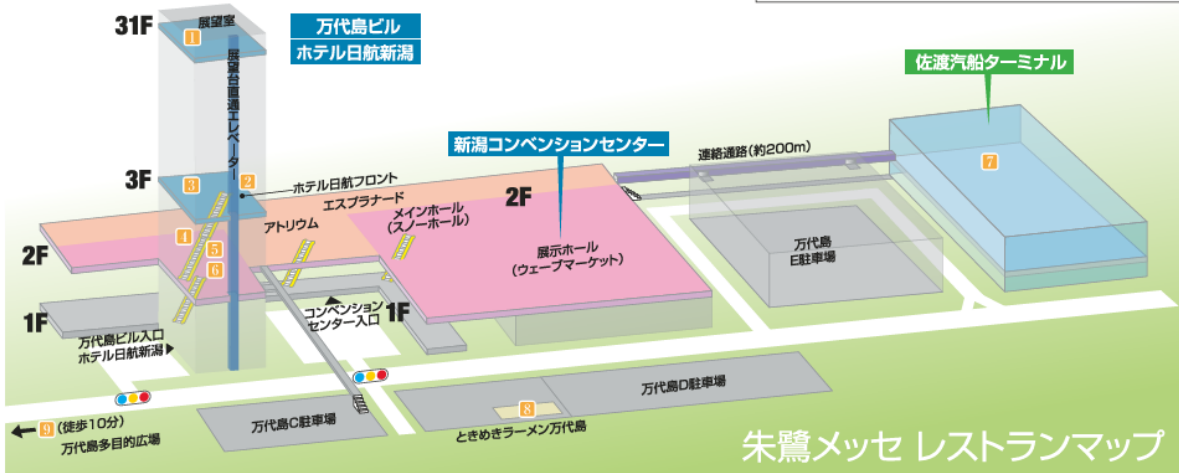 31F
展望室
1
万代島ビル
ホテル日航新潟
展望台直通エレベーター
佐渡汽船ターミナル
新潟コンベンションセンター
連絡通路(約200m)
7
3F
3
2
ホテル日航フロント
エスプラナード
2F
メインホール
(スノーホール)
アトリウム
4
5
6
2F
展示ホール
(ウェーブマーケット)
万代島
E駐車場
1F
コンベンション
センター入口
1F
万代島ビル入口
ホテル日航新潟▶
万代島D駐車場
8
ときめきラーメン万代島
万代島C駐車場
9 (徒歩10分)
万代島多目的広場
朱鷺メッセ レストランマップ